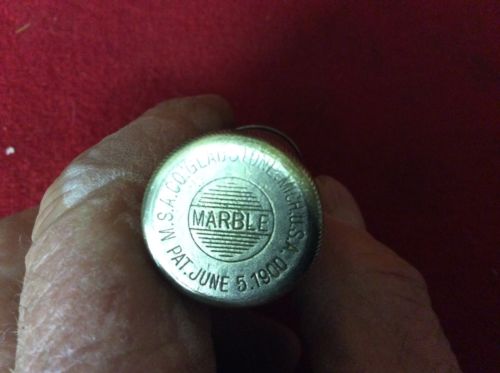 M.S.A.CO. GLADSTONE, MICH. U.S.A.
MARBLE
PAT. JUNE 5.1900